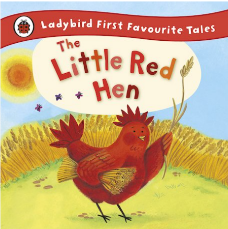 Ladybird First Favourite Tales
The
Little Red
Hen